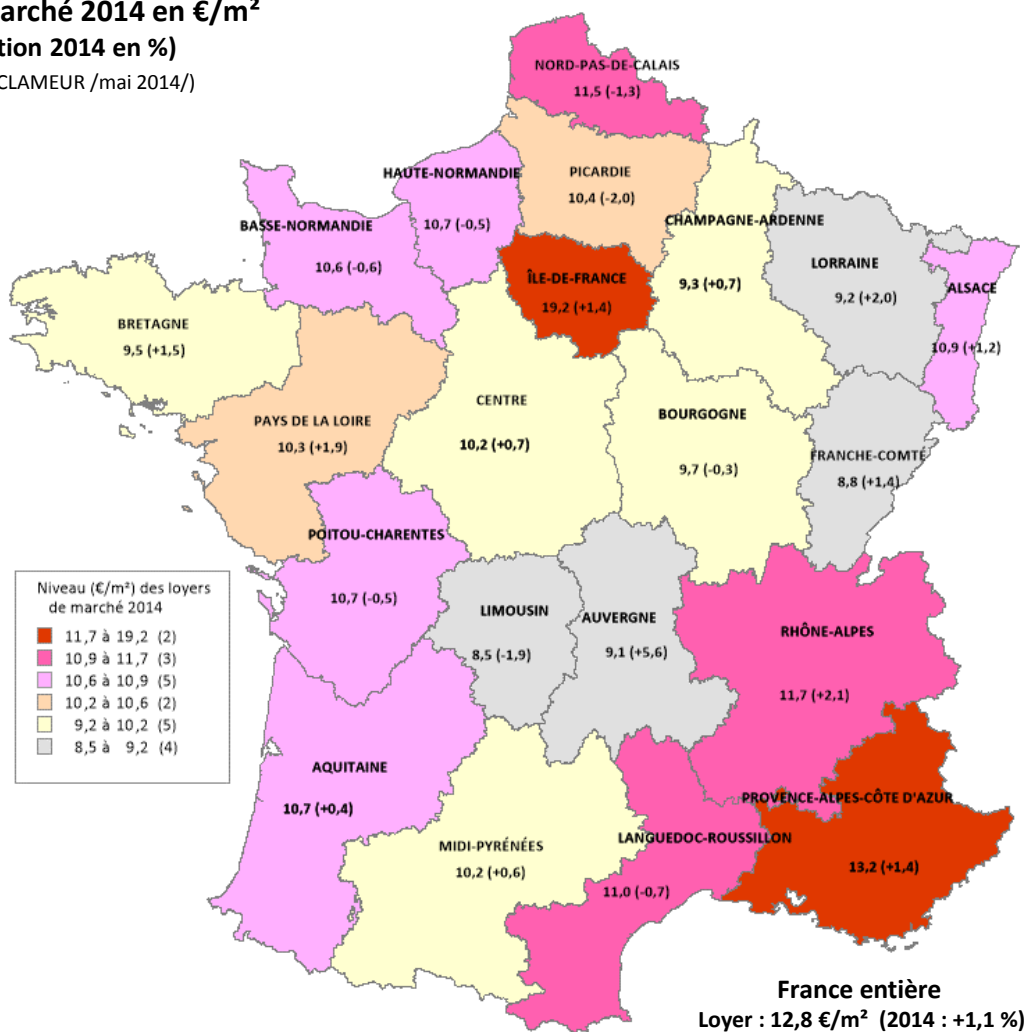 arché 2014 en €/m²
tion 2014 en %)
CLAMEUR /mai 2014/)
NORD-PAS-DE-CALAIS
11,5 (-1,3)
HAUTE-NORMANDIE
10,7 (-0,5)
PICARDIE
10,4 (-2,0)
BASSE-NORMANDIE
10,6 (-0,6)
CHAMPAGNE-ARDENNE
9,3 (+0,7)
ÎLE-DE-FRANCE
19,2 (+1,4)
LORRAINE
9,2 (+2,0)
ALSACE
10,9 (+1,2)
BRETAGNE
9,5 (+1,5)
PAYS DE LA LOIRE
10,3 (+1,9)
CENTRE
10,2 (+0,7)
BOURGOGNE
9,7 (-0,3)
FRANCHE-COMTÉ
8,8 (+1,4)
POITOU-CHARENTES
10,7 (-0,5)
LIMOUSIN
8,5 (-1,9)
AUVERGNE
9,1 (+5,6)
RHÔNE-ALPES
11,7 (+2,1)
Niveau (€/m²) des loyers
de marché 2014
11,7 à 19,2 (2)
10,9 à 11,7 (3)
10,6 à 10,9 (5)
10,2 à 10,6 (2)
9,2 à 10,2 (5)
8,5 à 9,2 (4)
AQUITAINE
10,7 (+0,4)
MIDI-PYRÉNÉES
10,2 (+0,6)
LANGUEDOC-ROUSSILLON
11,0 (-0,7)
PROVENCE-ALPES-CÔTE D'AZUR
13,2 (+1,4)
France entière
Loyer : 12,8 €/m² (2014 : +1,1 %)